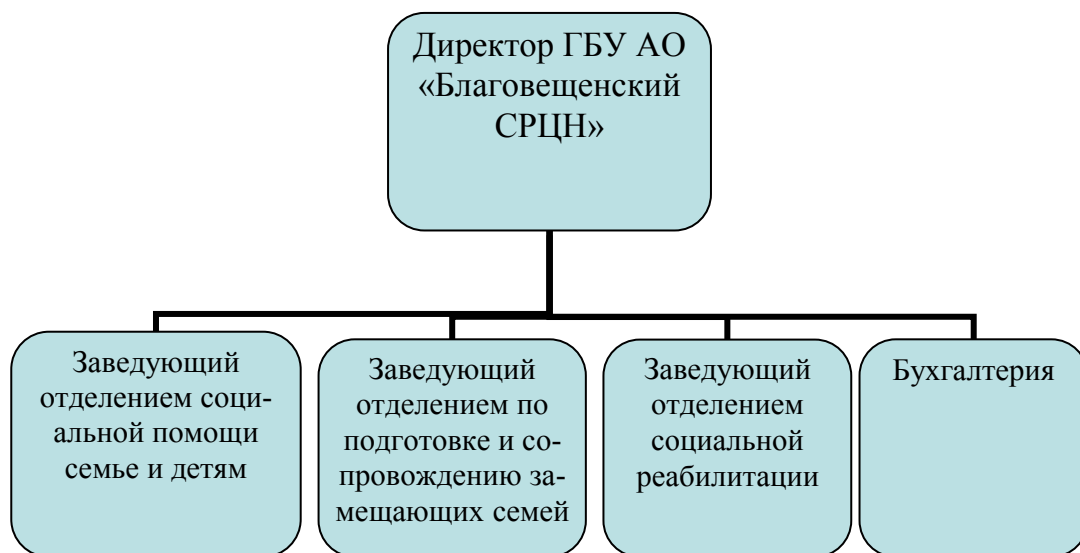 Директор ГБУ АО
«Благовещенский
СРЦН»
Заведующий
отделением соци-
альной помощи
семье и детям
Заведующий
отделением по
подготовке и со-
провождению за-
мещающих семей
Заведующий
отделением
социальной
реабилитации
Бухгалтерия